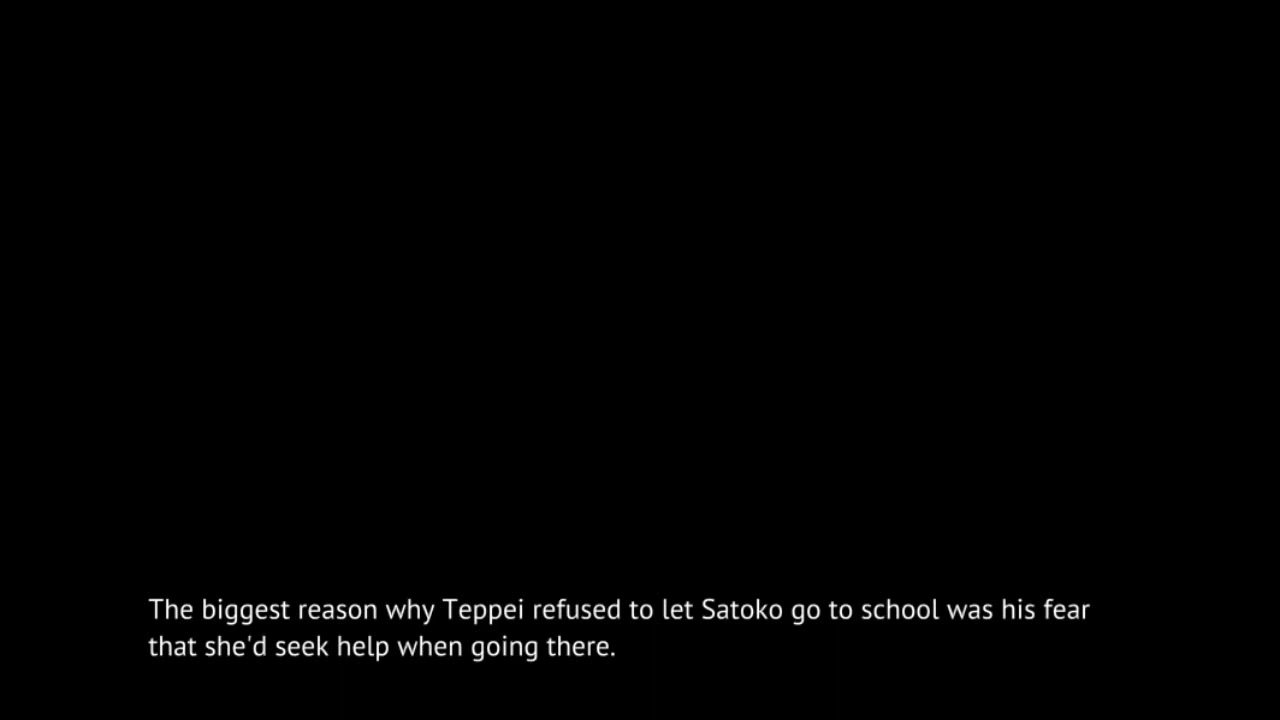 The biggest reason why Teppei refused to let Satoko go to school was his fear
that she'd seek help when going there.